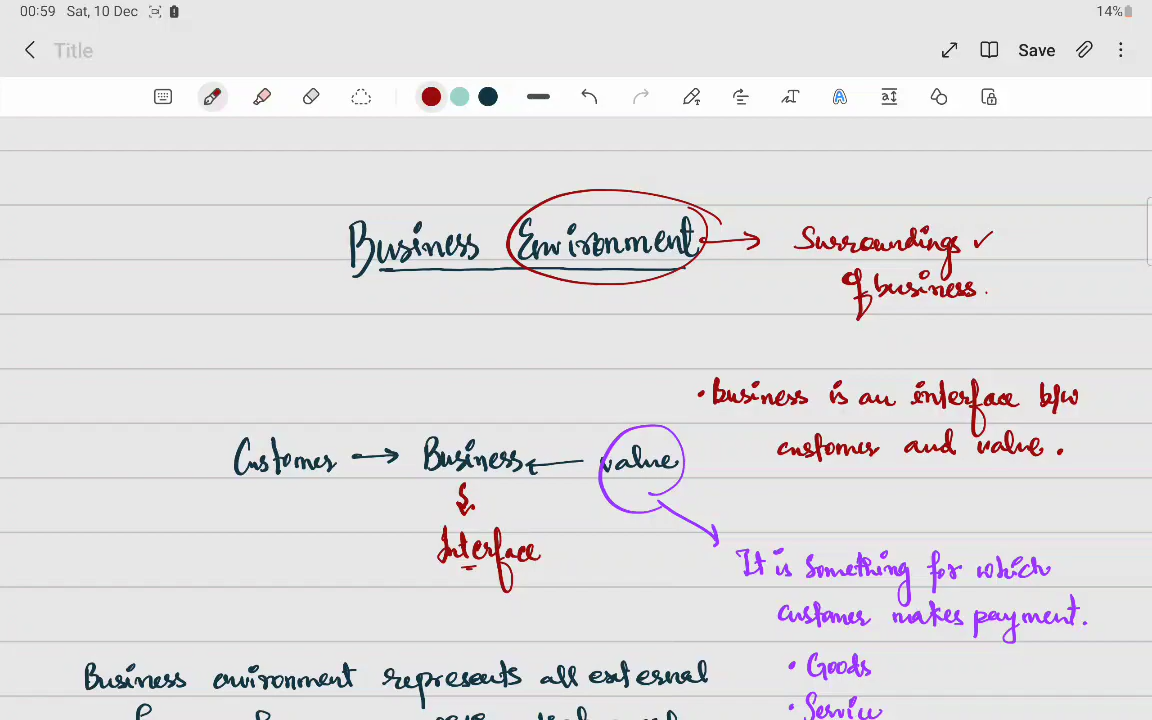 00:59 Sat, 10 Dec
14%
Title
Save
Business Environment
Surroundings
of business.
• business is an interface b/w
customer and value.
Customer → Business ← value
Interface
It is something for which
customer makes payment.
• Goods
• Service
Business environment represents all external